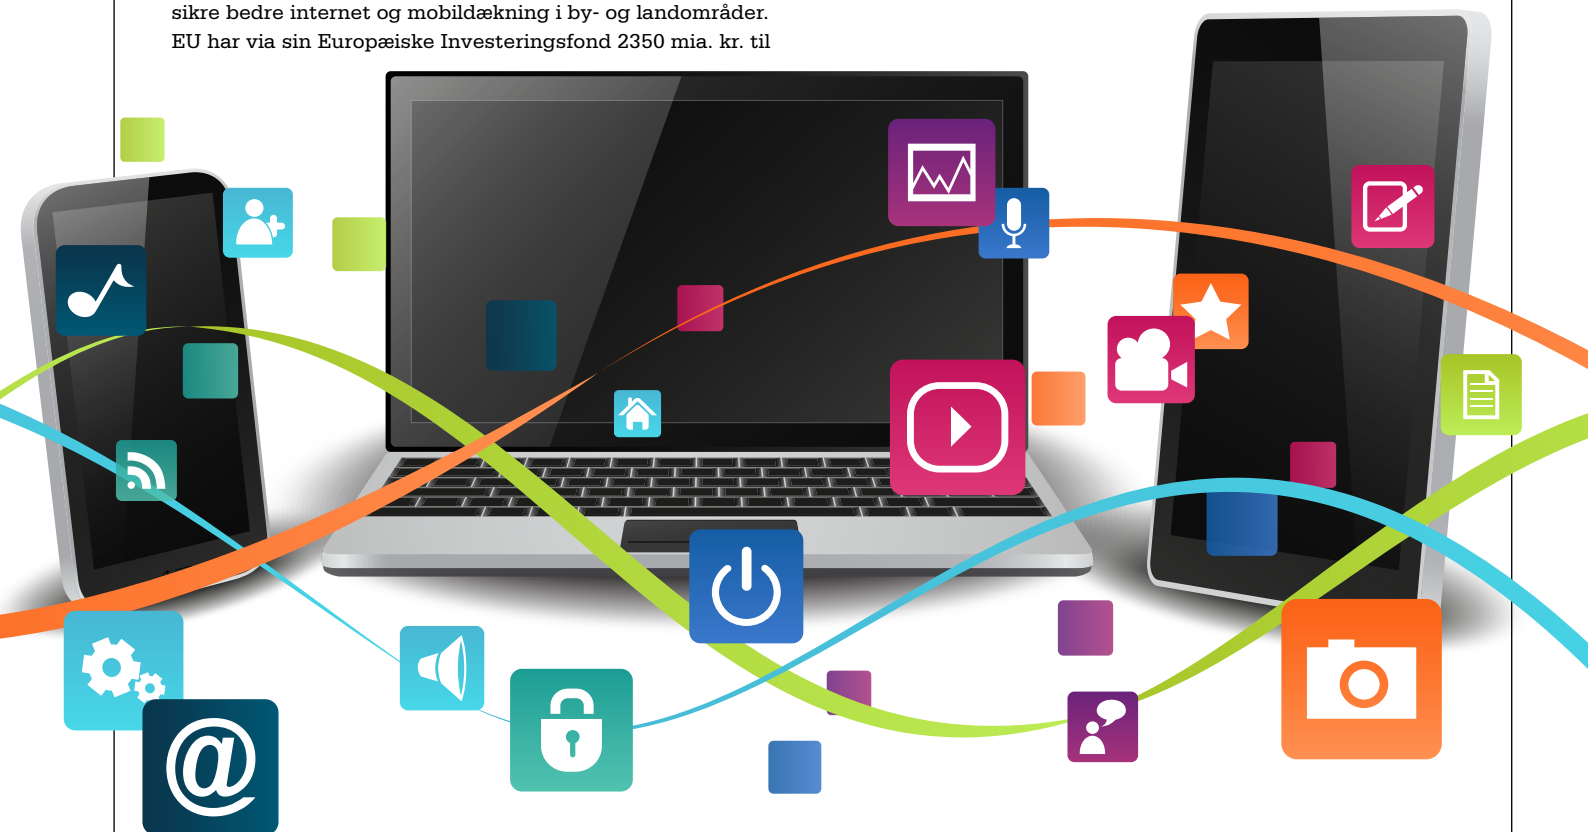 sikre bedre internet og mobildækning i by- og landområder.
EU har via sin Europæiske Investeringsfond 2350 mia. kr. til
@